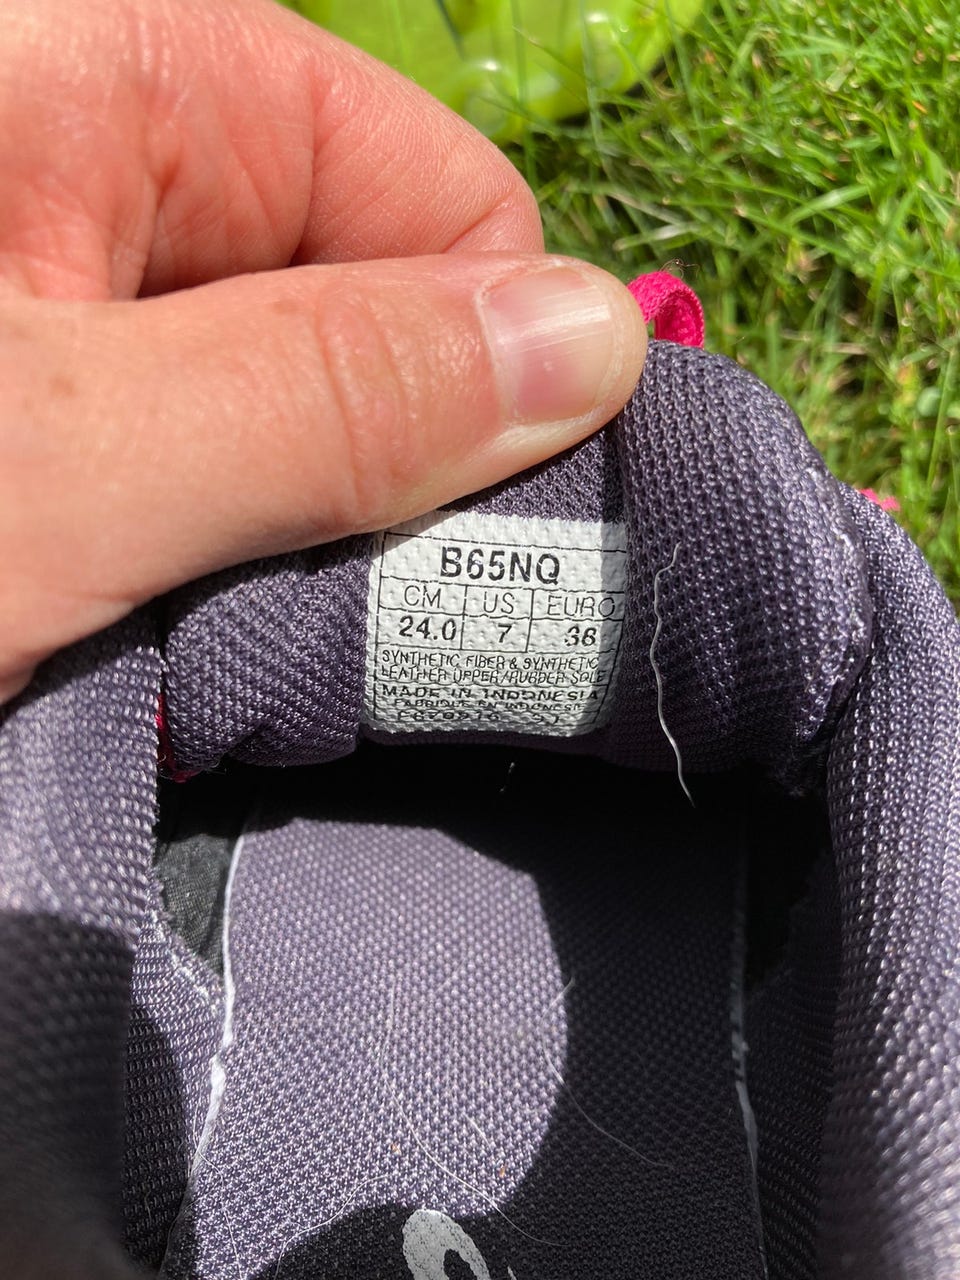 B65NQ
CM US EURO
24.0 7 38
SYNTHETIC FIBER & SYNTHETIC
LEATHER UPPER/RUBBER SOLE
MADE IN INDONESIA
FABRIQUE EN INDONESIE